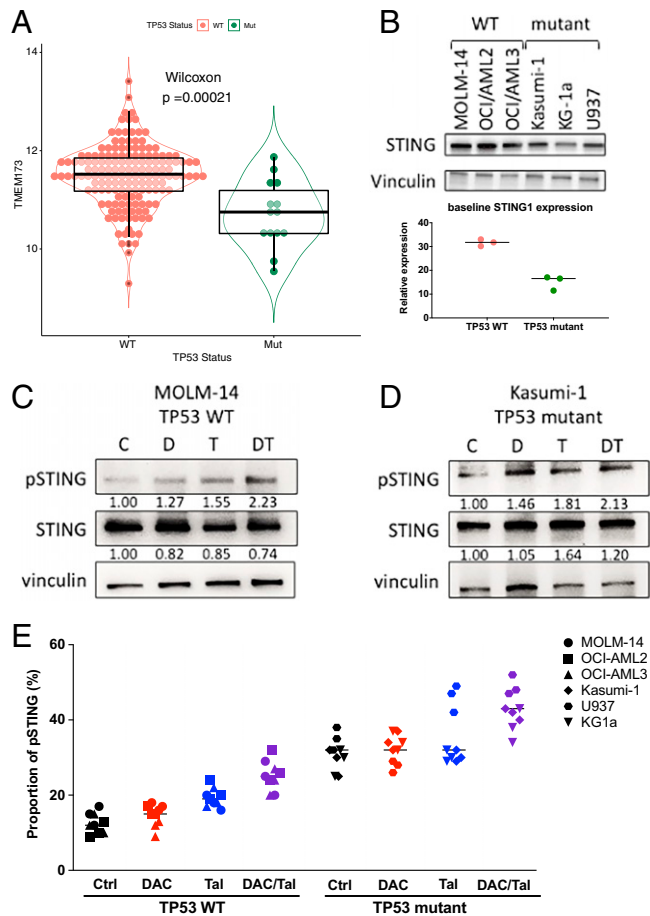 A
TP53 Status WT Mut
Wilcoxon
p =0.00021
14
12
10
TMEM173
WT Mut
TP53 Status
B
WT mutant
MOLM-14
OCI/AML2
OCI/AML3
Kasumi-1
KG-1a
U937
STING
Vinculin
baseline STING1 expression
Relative expression
40
30
20
10
0
TP53 WT TP53 mutant
C
MOLM-14
TP53 WT
C D T DT
pSTING
1.00 1.27 1.55 2.23
STING
1.00 0.82 0.85 0.74
vinculin
D
Kasumi-1
TP53 mutant
C D T DT
pSTING
1.00 1.46 1.81 2.13
STING
1.00 1.05 1.64 1.20
vinculin
E
Proportion of pSTING (%)
60
40
20
0
MOLM-14
OCI-AML2
OCI-AML3
Kasumi-1
U937
KG1a
Ctrl DAC Tal DAC/Tal Ctrl DAC Tal DAC/Tal
TP53 WT TP53 mutant